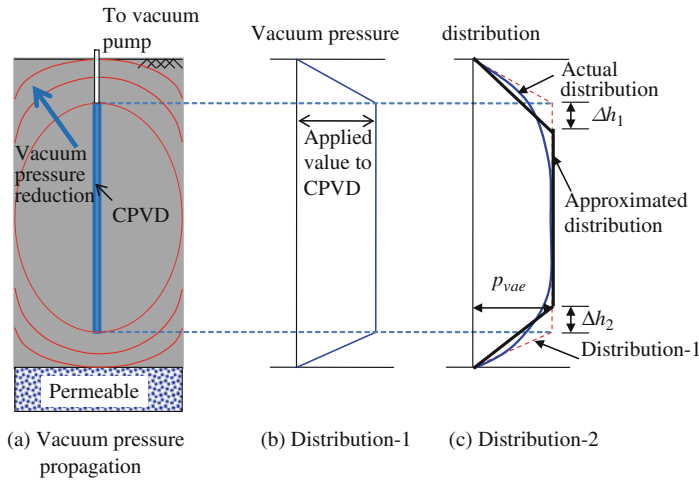 To vacuum
pump
Vacuum pressure
distribution
Actual
distribution
Δh1
Vacuum
pressure
reduction
Applied
value to
CPVD
CPVD
Approximated
distribution
pvae
Δh2
Distribution-1
Permeable
(a) Vacuum pressure
propagation
(b) Distribution-1
(c) Distribution-2